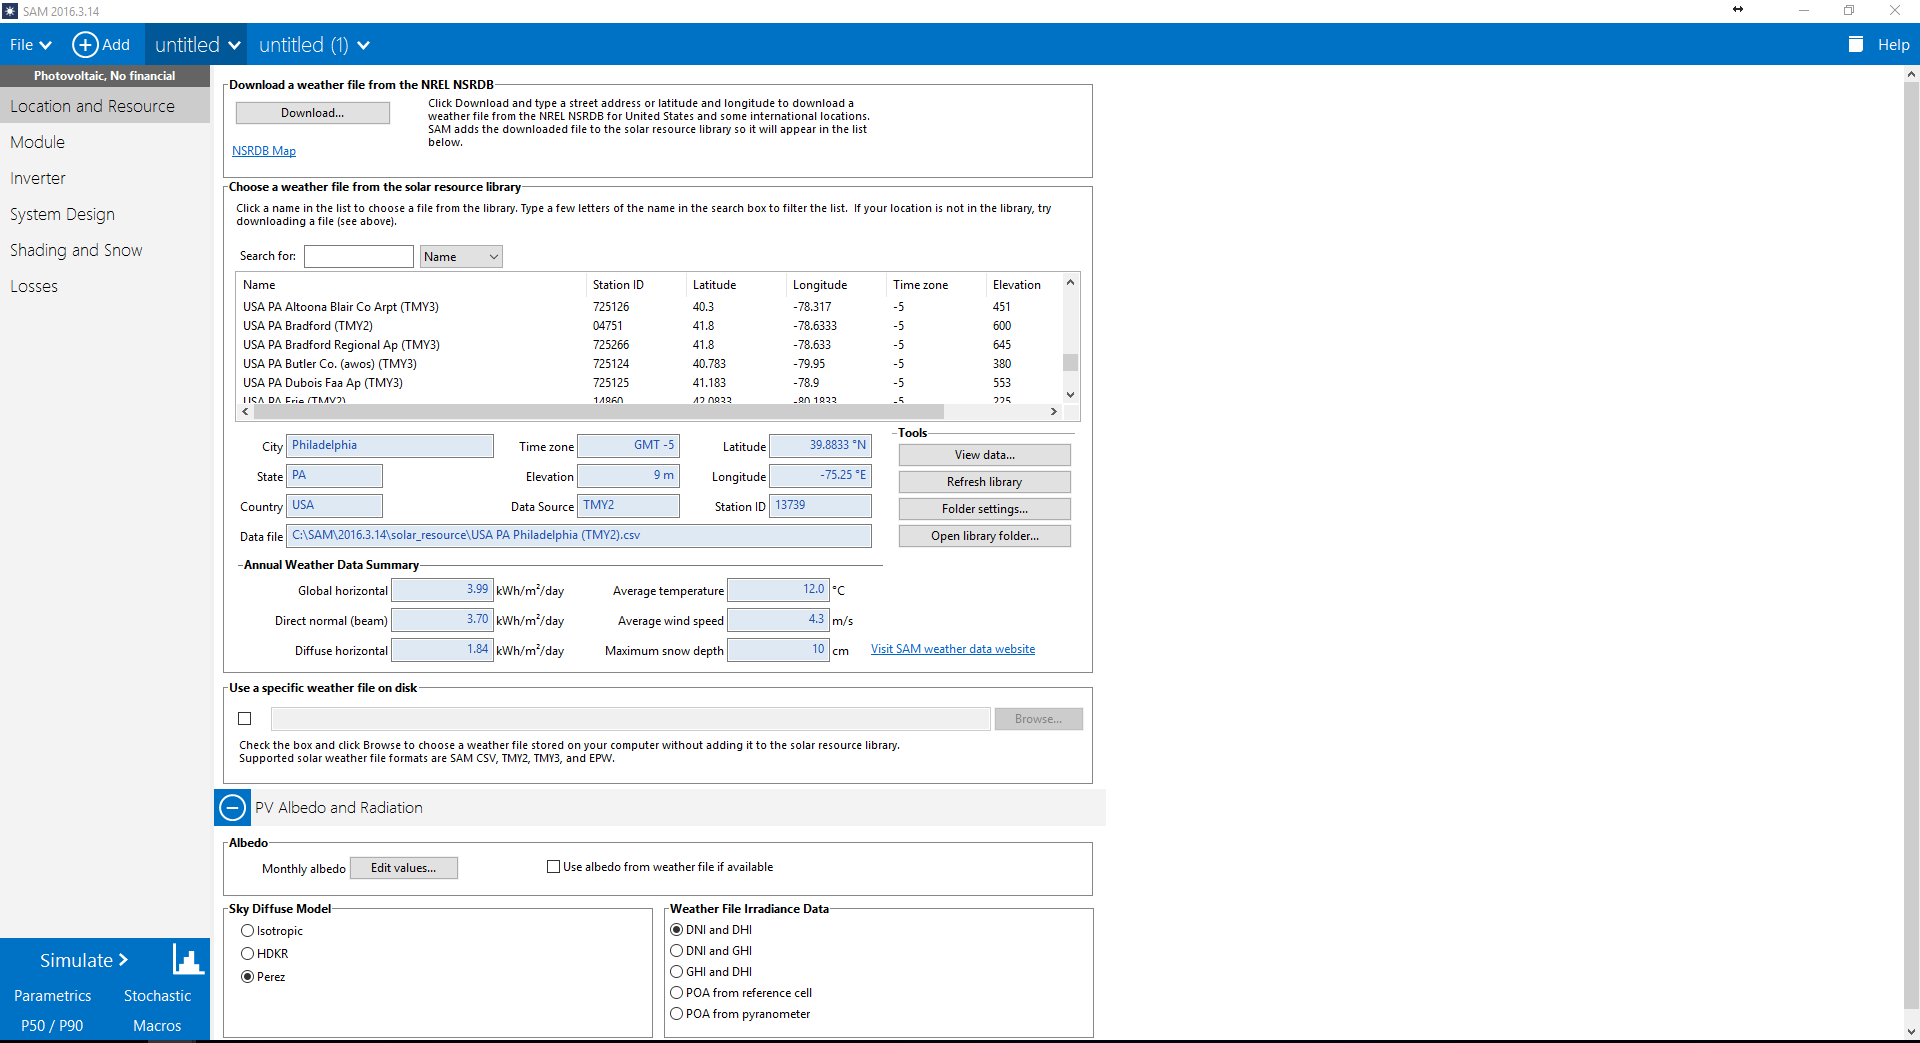 SAM 2016.3.14
File
Add
untitled
untitled (1)
Help
Photovoltaic, No financial
Location and Resource
Module
Inverter
System Design
Shading and Snow
Losses
Download a weather file from the NREL NSRDB
Download...
Click Download and type a street address or latitude and longitude to download a
weather file from the NREL NSRDB for United States and some international locations.
SAM adds the downloaded file to the solar resource library so it will appear in the list
below.
NSRDB Map
Choose a weather file from the solar resource library
Click a name in the list to choose a file from the library. Type a few letters of the name in the search box to filter the list.  If your location is not in the library, try
downloading a file (see above).
Search for:
Name
Name Station ID Latitude Longitude Time zone Elevation
USA PA Altoona Blair Co Arpt (TMY3) 725126 40.3 -78.317 -5 451
USA PA Bradford (TMY2) 04751 41.8 -78.6333 -5 600
USA PA Bradford Regional Ap (TMY3) 725266 41.8 -78.633 -5 645
USA PA Butler Co. (awos) (TMY3) 725124 40.783 -79.95 -5 380
USA PA Dubois Faa Ap (TMY3) 725125 41.183 -78.9 -5 553
USA PA Erie (TMY2) 14860 42.0833 -80.1833 -5 225
City Philadelphia Time zone GMT -5 Latitude 39.8833 °N
State PA Elevation 9 m Longitude -75.25 °E
Country USA Data Source TMY2 Station ID 13739
Data file C:\SAM\2016.3.14\solar_resource\USA PA Philadelphia (TMY2).csv
Tools
View data...
Refresh library
Folder settings...
Open library folder...
Annual Weather Data Summary
Global horizontal 3.99 kWh/m²/day Average temperature 12.0 °C
Direct normal (beam) 3.70 kWh/m²/day Average wind speed 4.3 m/s
Diffuse horizontal 1.84 kWh/m²/day Maximum snow depth 10 cm
Visit SAM weather data website
Use a specific weather file on disk
Browse...
Check the box and click Browse to choose a weather file stored on your computer without adding it to the solar resource library.
Supported solar weather file formats are SAM CSV, TMY2, TMY3, and EPW.
PV Albedo and Radiation
Albedo
Monthly albedo Edit values...
Use albedo from weather file if available
Sky Diffuse Model
Isotropic
HDKR
Perez
Weather File Irradiance Data
DNI and DHI
DNI and GHI
GHI and DHI
POA from reference cell
POA from pyranometer
Simulate >
Parametrics Stochastic
P50 / P90 Macros